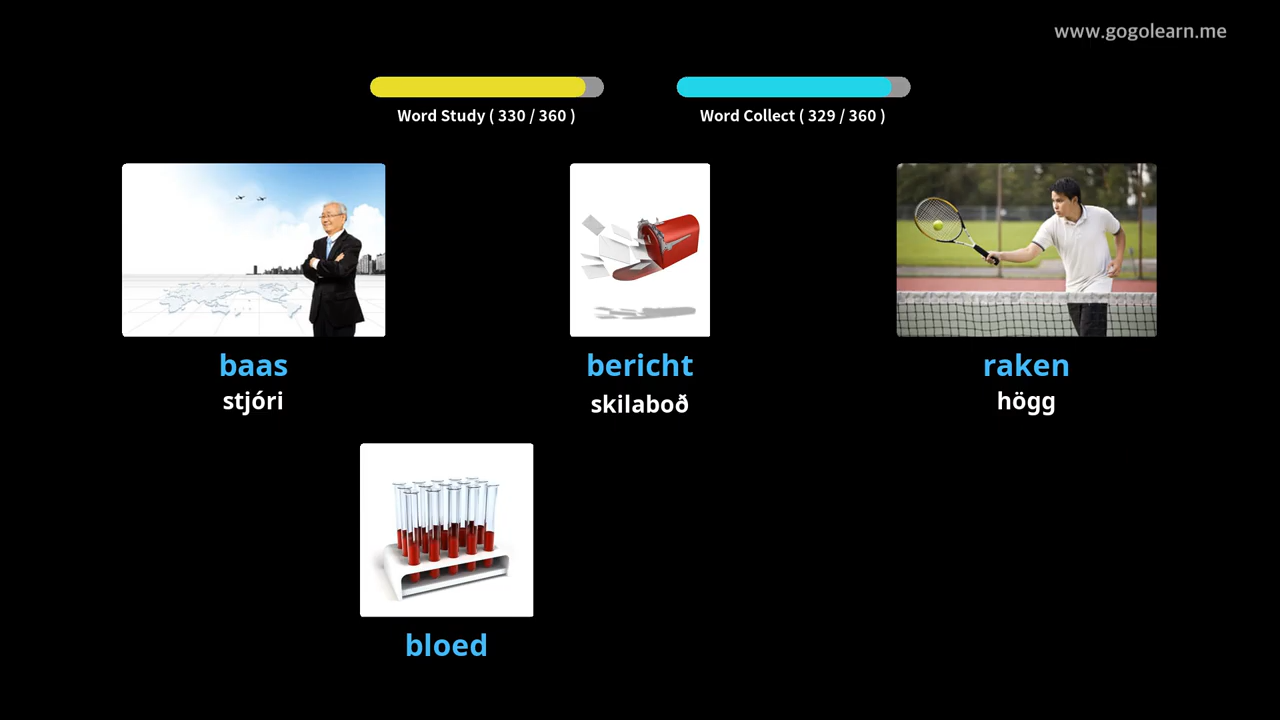 www.gogolearn.me
Word Study ( 330 / 360 )
Word Collect ( 329 / 360 )
baas
stjóri
bericht
skilaboð
raken
högg
bloed